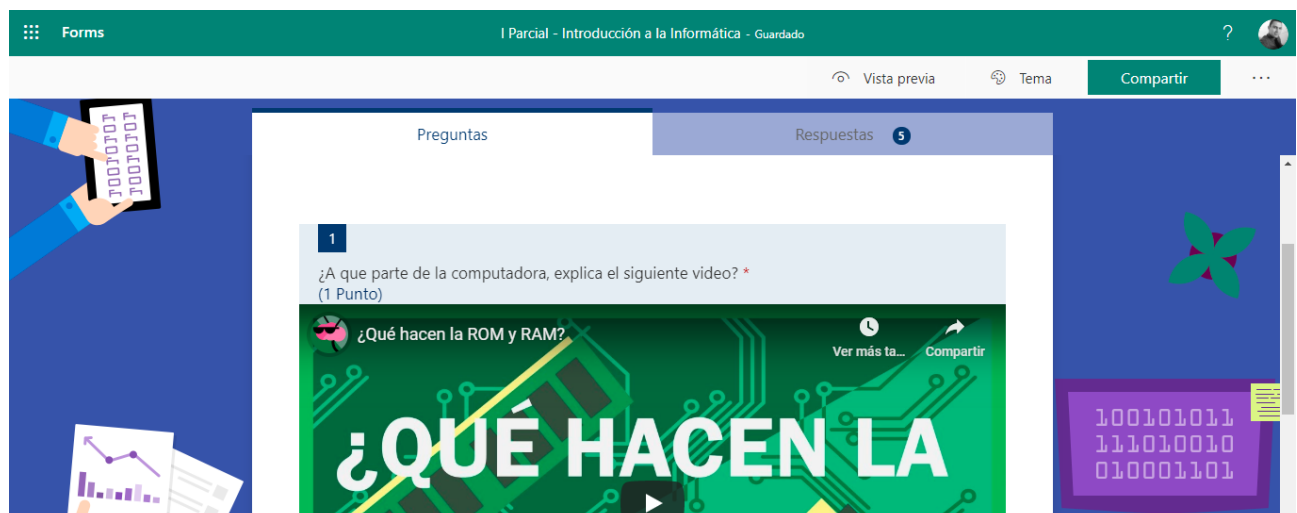 Forms
I Parcial - Introducción a la Informática - Guardado
?
Vista previa
Tema
Compartir
...
Preguntas
Respuestas 5
1
¿A que parte de la computadora, explica el siguiente video? *
(1 Punto)
¿Qué hacen la ROM y RAM?
Ver más ta...
Compartir
¿QUÉ HACEN LA
100101011
111010010
010001101